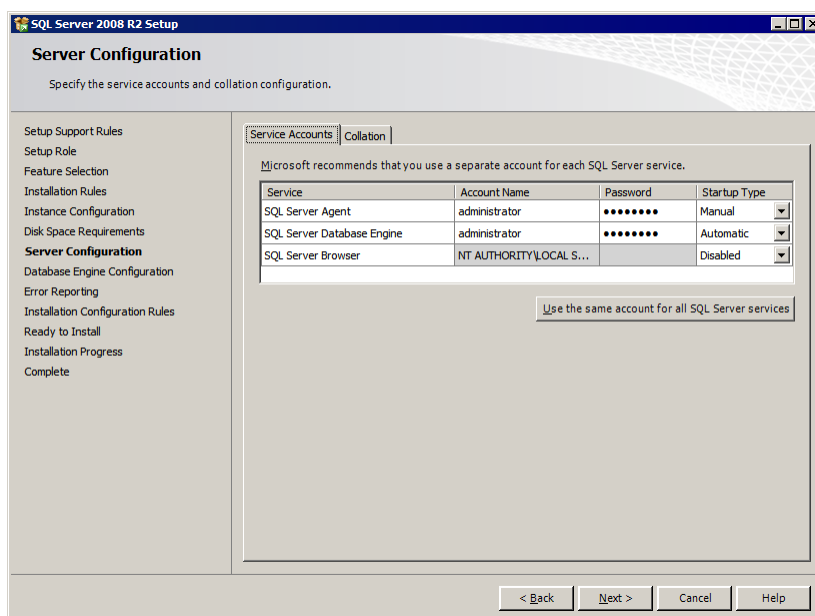 SQL Server 2008 R2 Setup
Server Configuration
Specify the service accounts and collation configuration.
Setup Support Rules
Setup Role
Feature Selection
Installation Rules
Instance Configuration
Disk Space Requirements
Server Configuration
Database Engine Configuration
Error Reporting
Installation Configuration Rules
Ready to Install
Installation Progress
Complete
Service Accounts Collation
Microsoft recommends that you use a separate account for each SQL Server service.
Service Account Name Password Startup Type
SQL Server Agent administrator ●●●●●●●● Manual
SQL Server Database Engine administrator ●●●●●●●● Automatic
SQL Server Browser NT AUTHORITY\LOCAL S... Disabled
Use the same account for all SQL Server services
< Back Next > Cancel Help